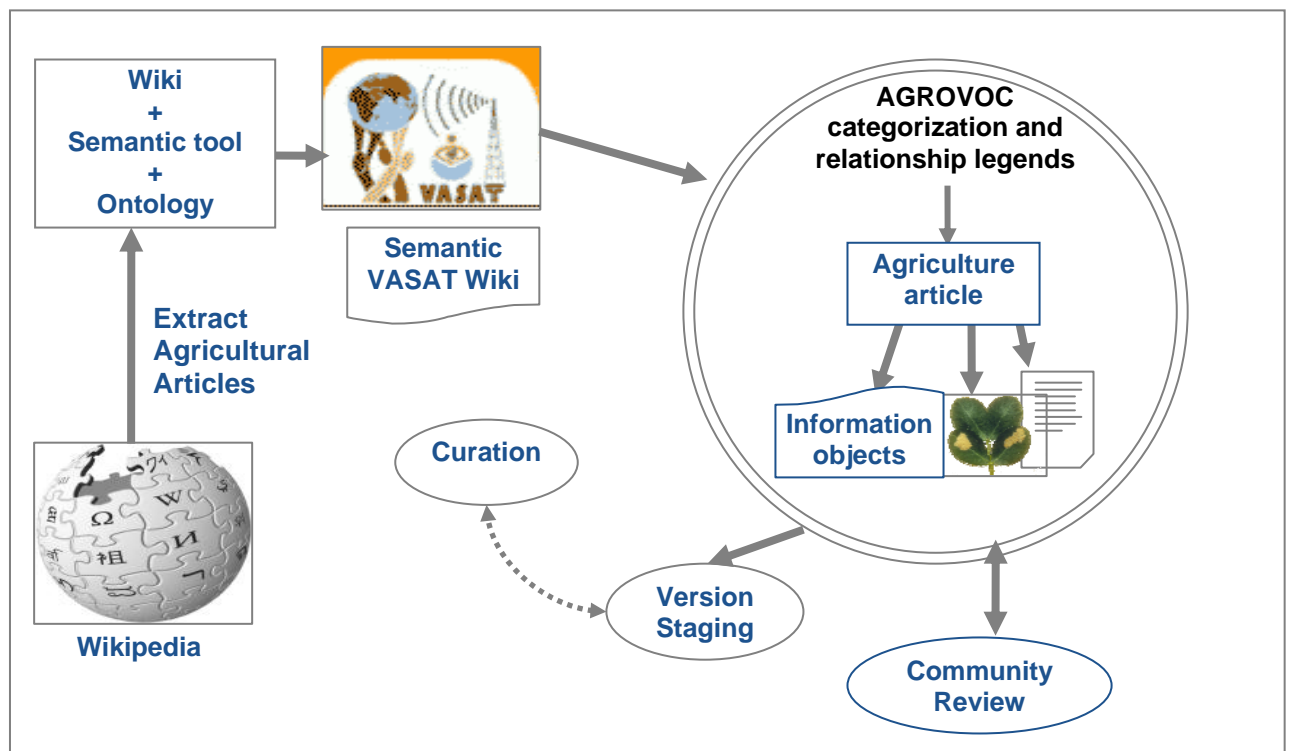 Wiki
+
Semantic tool
+
Ontology
VASAT
Semantic
VASAT Wiki
Extract
Agricultural
Articles
Ω
W
祖
И
Wikipedia
AGROVOC
categorization and
relationship legends
Agriculture
article
Information
objects
Curation
Version
Staging
Community
Review